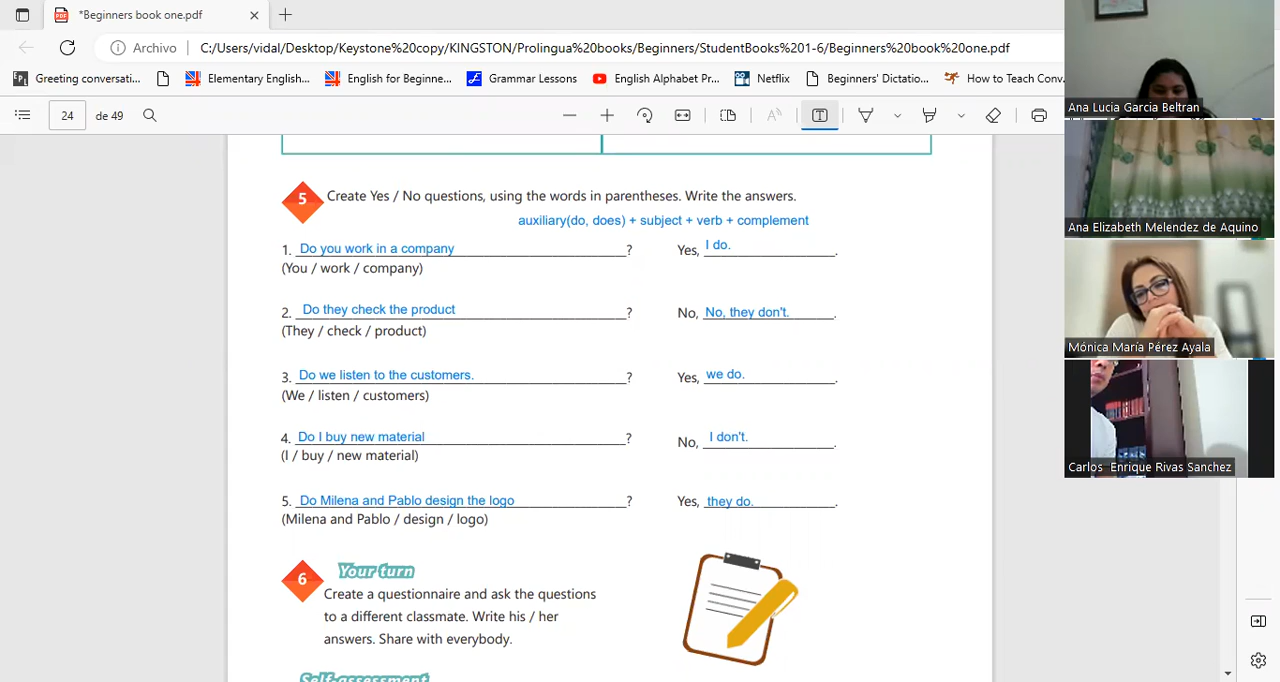 *Beginners book one.pdf
Archivo
C:/Users/vidal/Desktop/Keystone%20copy/KINGSTON/Prolingua%20books/Beginners/StudentBooks%201-6/Beginners%20book%20one.pdf
Greeting conversati...
Elementary English...
English for Beginne...
Grammar Lessons
English Alphabet Pr...
Netflix
Beginners' Dictatio...
How to Teach Conv
24 de 49
5 Create Yes / No questions, using the words in parentheses. Write the answers.
auxiliary(do, does) + subject + verb + complement
1. Do you work in a company ? Yes, I do. .
(You / work / company)
2. Do they check the product ? No, No, they don't. .
(They / check / product)
3. Do we listen to the customers. ? Yes, we do. .
(We / listen / customers)
4. Do I buy new material ? No, I don't. .
(I / buy / new material)
5. Do Milena and Pablo design the logo ? Yes, they do. .
(Milena and Pablo / design / logo)
6 Your turn
Create a questionnaire and ask the questions
to a different classmate. Write his / her
answers. Share with everybody.
Self-assessment
Ana Lucia Garcia Beltran
Ana Elizabeth Melendez de Aquino
Mónica María Pérez Ayala
Carlos Enrique Rivas Sanchez